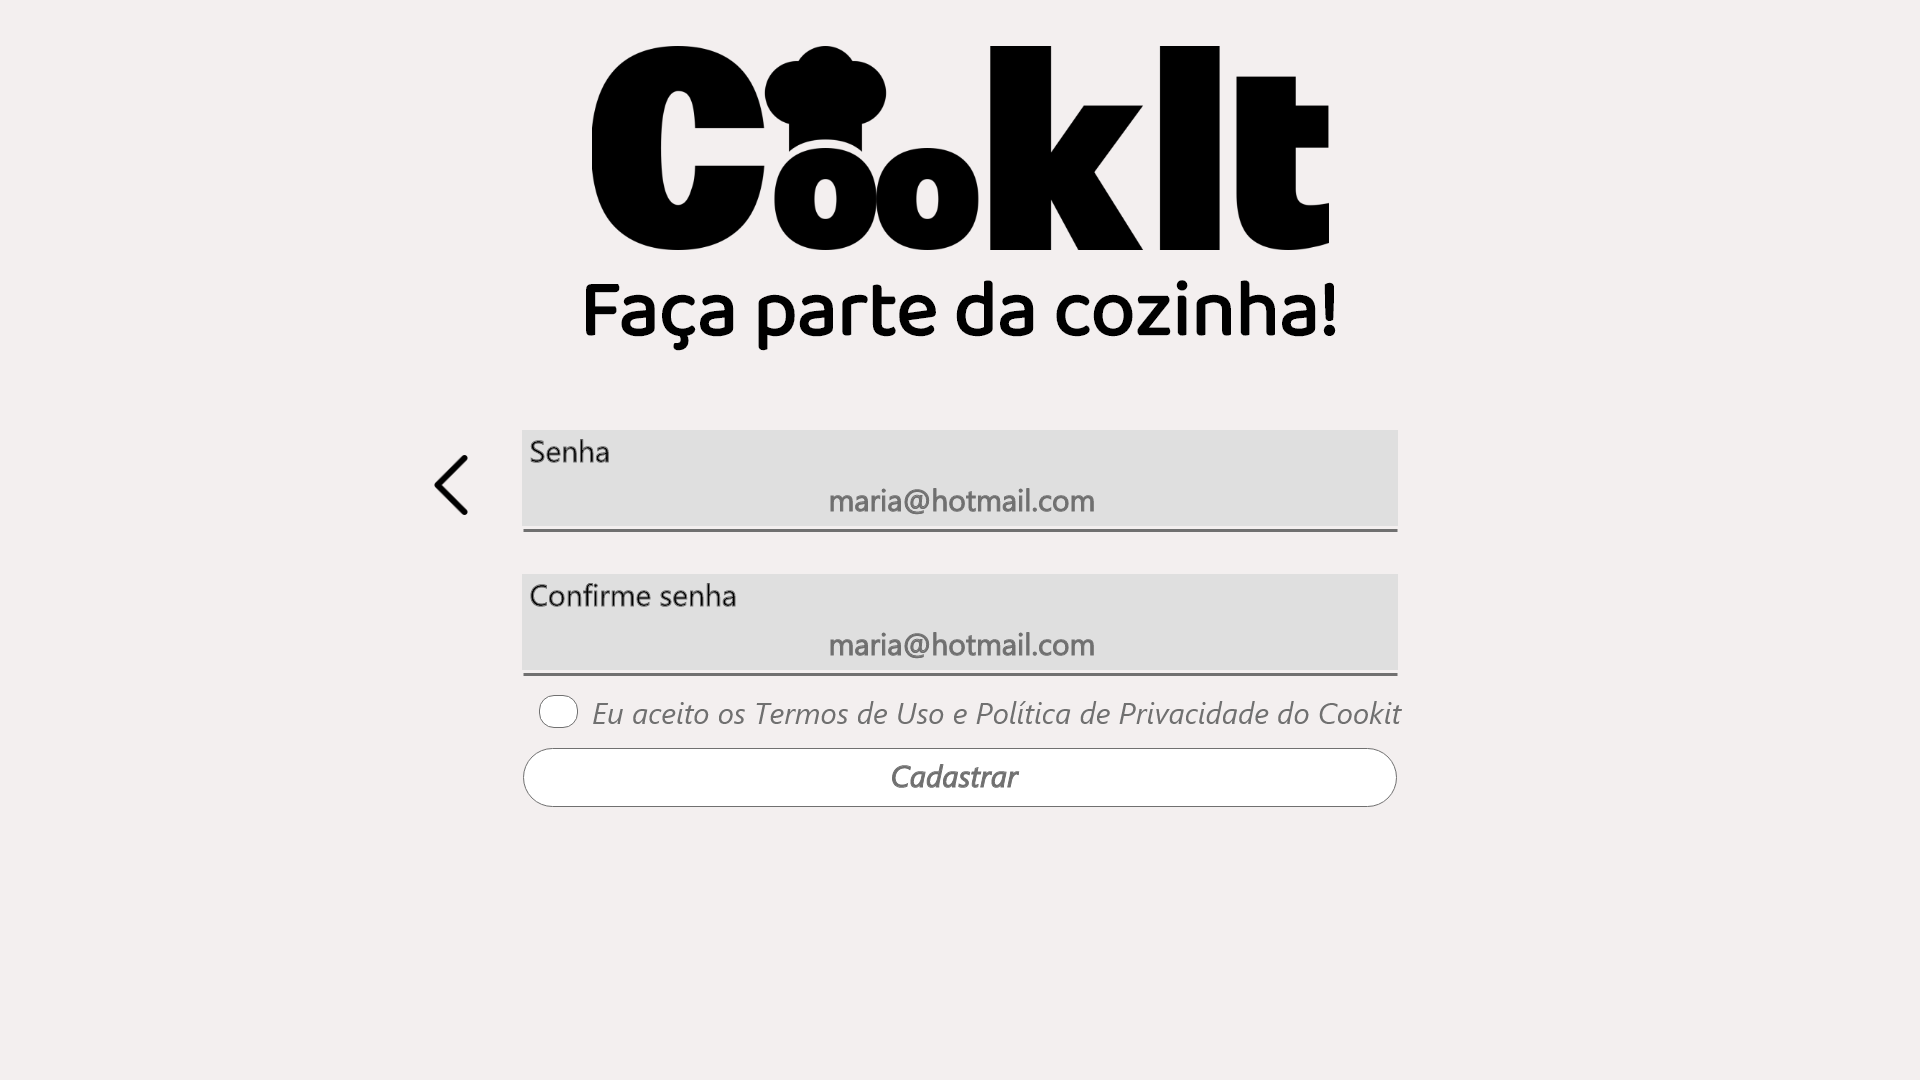 CookIt
Faça parte da cozinha!
Senha
maria@hotmail.com
Confirme senha
maria@hotmail.com
Eu aceito os Termos de Uso e Política de Privacidade do Cookit
Cadastrar